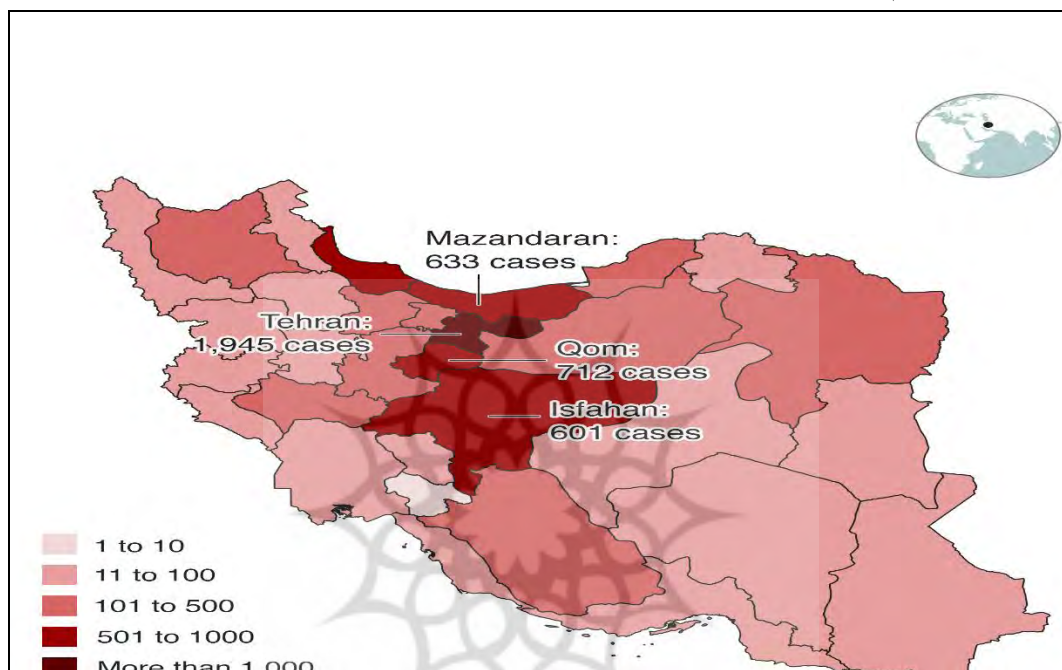 Mazandaran:
633 cases
Tehran:
1,945 cases
Qom:
712 cases
Isfahan:
601 cases
1 to 10
11 to 100
101 to 500
501 to 1000
More than 1,000